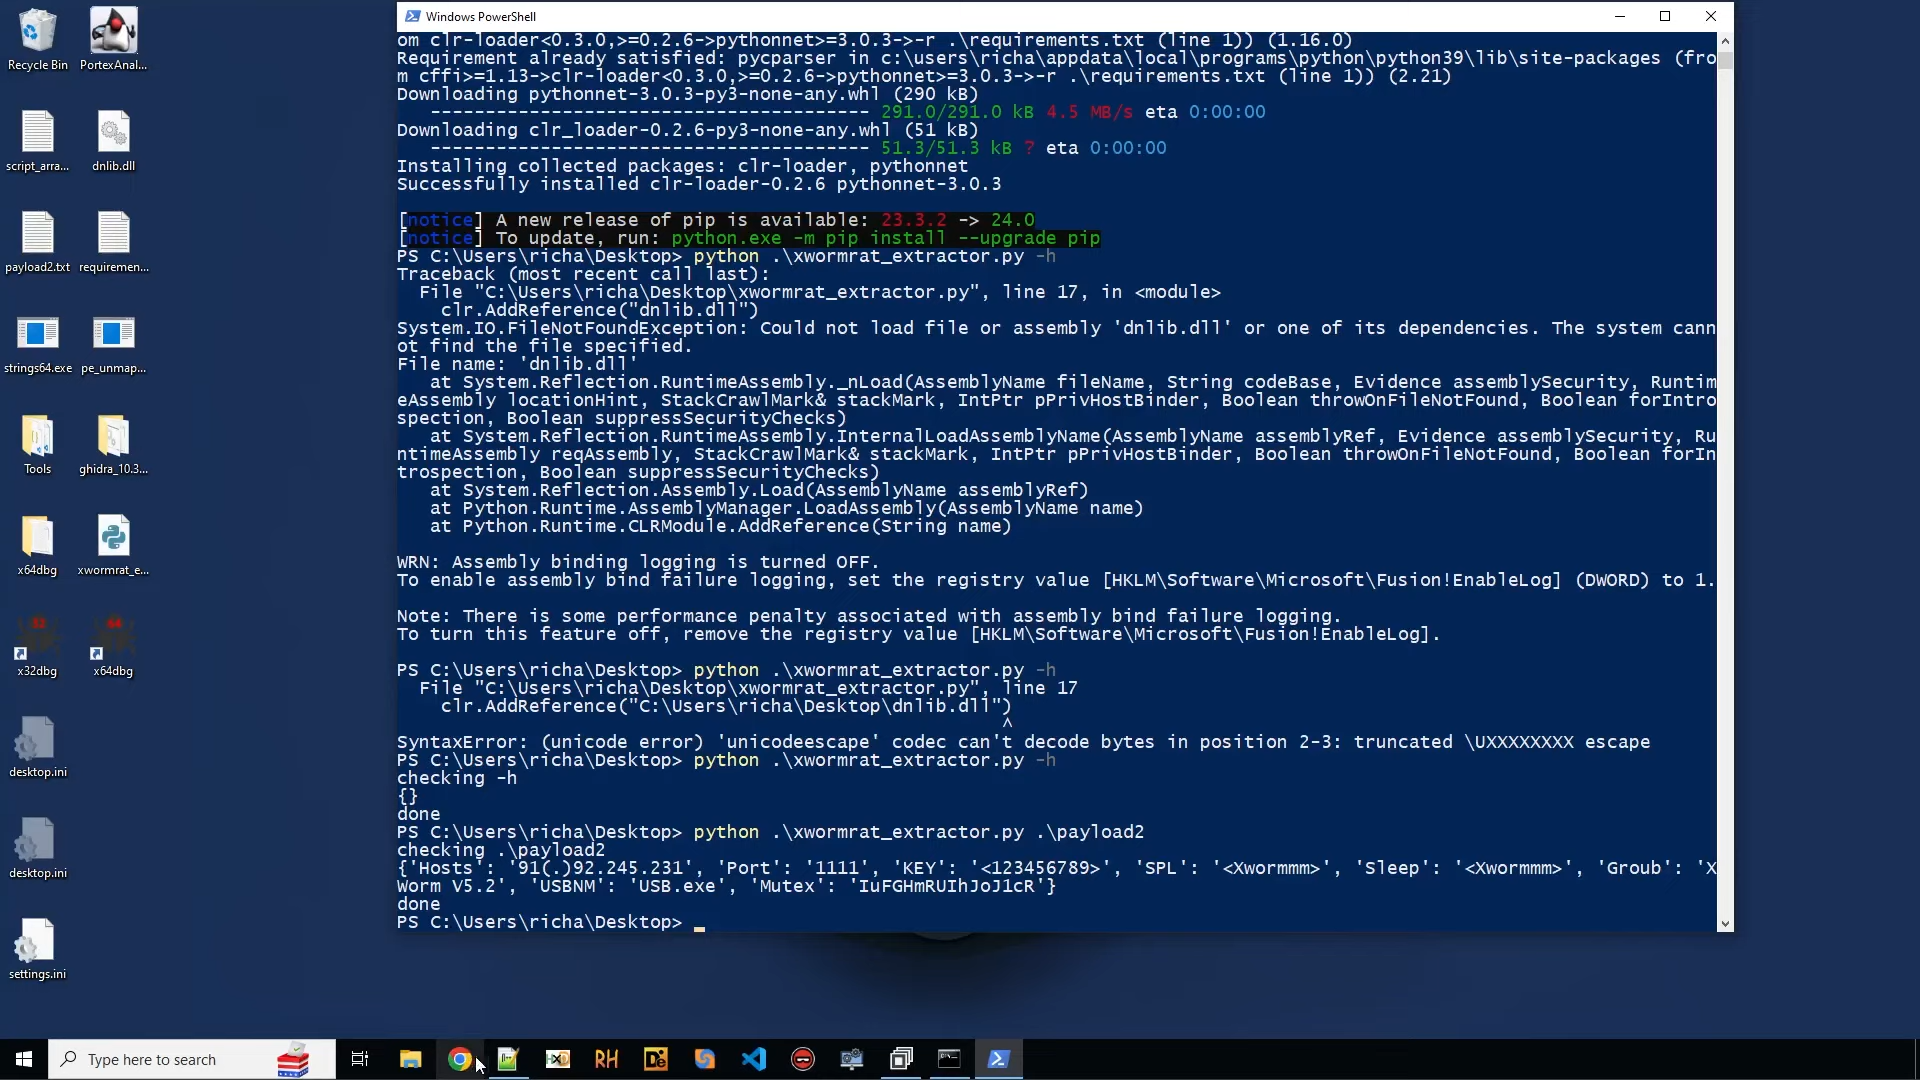 Windows PowerShell
om clr-loader<0.3.0,>=0.2.6->pythonnet>=3.0.3->-r .\requirements.txt (line 1)) (1.16.0)
Requirement already satisfied: pycparser in c:\users\richa\appdata\local\programs\python\python39\lib\site-packages (fro
m cffi>=1.13->clr-loader<0.3.0,>=0.2.6->pythonnet>=3.0.3->-r .\requirements.txt (line 1)) (2.21)
Downloading pythonnet-3.0.3-py3-none-any.whl (290 kB)
---------------------------------------- 291.0/291.0 kB 4.5 MB/s eta 0:00:00
Downloading clr_loader-0.2.6-py3-none-any.whl (51 kB)
---------------------------------------- 51.3/51.3 kB ? eta 0:00:00
Installing collected packages: clr-loader, pythonnet
Successfully installed clr-loader-0.2.6 pythonnet-3.0.3
[notice] A new release of pip is available: 23.3.2 -> 24.0
[notice] To update, run: python.exe -m pip install --upgrade pip
PS C:\Users\richa\Desktop> python .\xwormrat_extractor.py -h
Traceback (most recent call last):
File "C:\Users\richa\Desktop\xwormrat_extractor.py", line 17, in <module>
clr.AddReference("dnlib.dll")
System.IO.FileNotFoundException: Could not load file or assembly 'dnlib.dll' or one of its dependencies. The system cann
ot find the file specified.
File name: 'dnlib.dll'
at System.Reflection.RuntimeAssembly._nLoad(AssemblyName fileName, String codeBase, Evidence assemblySecurity, Runtim
eAssembly locationHint, StackCrawlMark& stackMark, IntPtr pPrivHostBinder, Boolean throwOnFileNotFound, Boolean forIntro
spection, Boolean suppressSecurityChecks)
at System.Reflection.RuntimeAssembly.InternalLoadAssemblyName(AssemblyName assemblyRef, Evidence assemblySecurity, Ru
ntimeAssembly reqAssembly, StackCrawlMark& stackMark, IntPtr pPrivHostBinder, Boolean throwOnFileNotFound, Boolean forIn
trospection, Boolean suppressSecurityChecks)
at System.Reflection.Assembly.Load(AssemblyName assemblyRef)
at Python.Runtime.AssemblyManager.LoadAssembly(AssemblyName name)
at Python.Runtime.CLRModule.AddReference(String name)
WRN: Assembly binding logging is turned OFF.
To enable assembly bind failure logging, set the registry value [HKLM\Software\Microsoft\Fusion!EnableLog] (DWORD) to 1.
Note: There is some performance penalty associated with assembly bind failure logging.
To turn this feature off, remove the registry value [HKLM\Software\Microsoft\Fusion!EnableLog].
PS C:\Users\richa\Desktop> python .\xwormrat_extractor.py -h
File "C:\Users\richa\Desktop\xwormrat_extractor.py", line 17
clr.AddReference("C:\Users\richa\Desktop\dnlib.dll")
^
SyntaxError: (unicode error) 'unicodeescape' codec can't decode bytes in position 2-3: truncated \UXXXXXXXX escape
PS C:\Users\richa\Desktop> python .\xwormrat_extractor.py -h
checking -h
{}
done
PS C:\Users\richa\Desktop> python .\xwormrat_extractor.py .\payload2
checking .\payload2
{'Hosts': '91(.)92.245.231', 'Port': '1111', 'KEY': '<123456789>', 'SPL': '<Xwormmm>', 'Sleep': '<Xwormmm>', 'Groub': 'X
Worm V5.2', 'USBNM': 'USB.exe', 'Mutex': 'IuFGHmRUIhJoJ1cR'}
done
PS C:\Users\richa\Desktop>
Recycle Bin
PortexAnal...
script_arra...
dnlib.dll
payload2.txt
requiremen...
strings64.exe
pe_unmap...
Tools
ghidra_10.3...
x64dbg
xwormrat_e...
32
64
x32dbg
x64dbg
desktop.ini
desktop.ini
settings.ini
Type here to search
RH